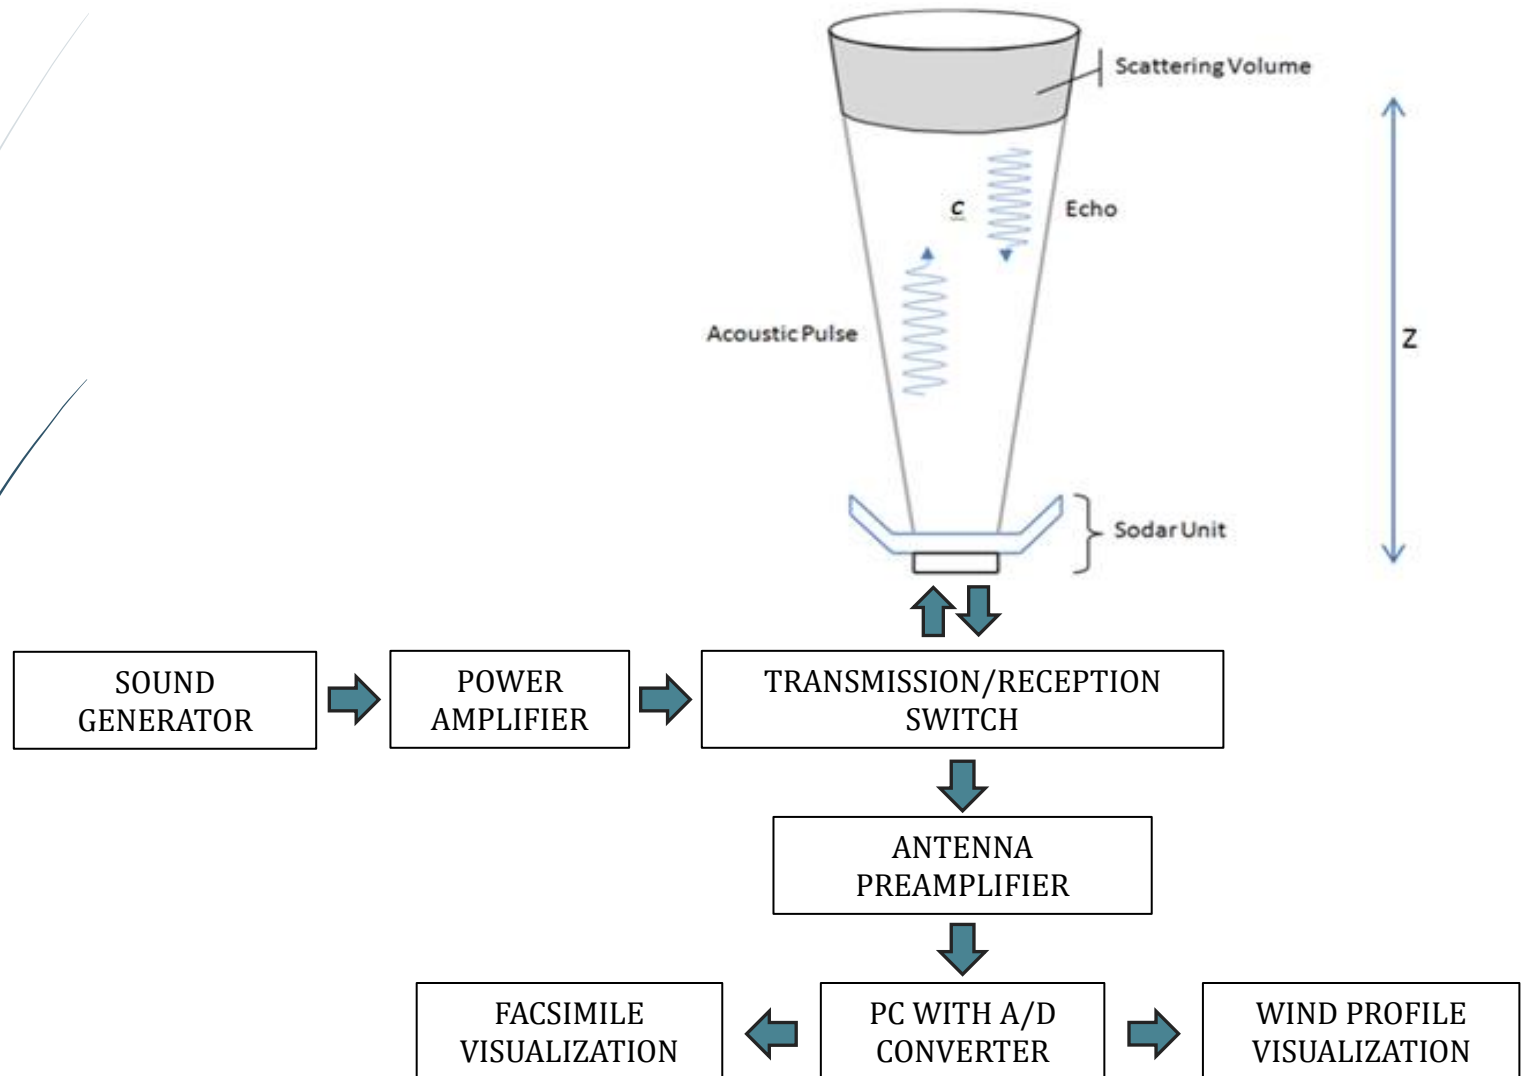 Scattering Volume
c
Echo
Acoustic Pulse
Z
Sodar Unit
SOUND
GENERATOR
POWER
AMPLIFIER
TRANSMISSION/RECEPTION
SWITCH
ANTENNA
PREAMPLIFIER
FACSIMILE
VISUALIZATION
PC WITH A/D
CONVERTER
WIND PROFILE
VISUALIZATION